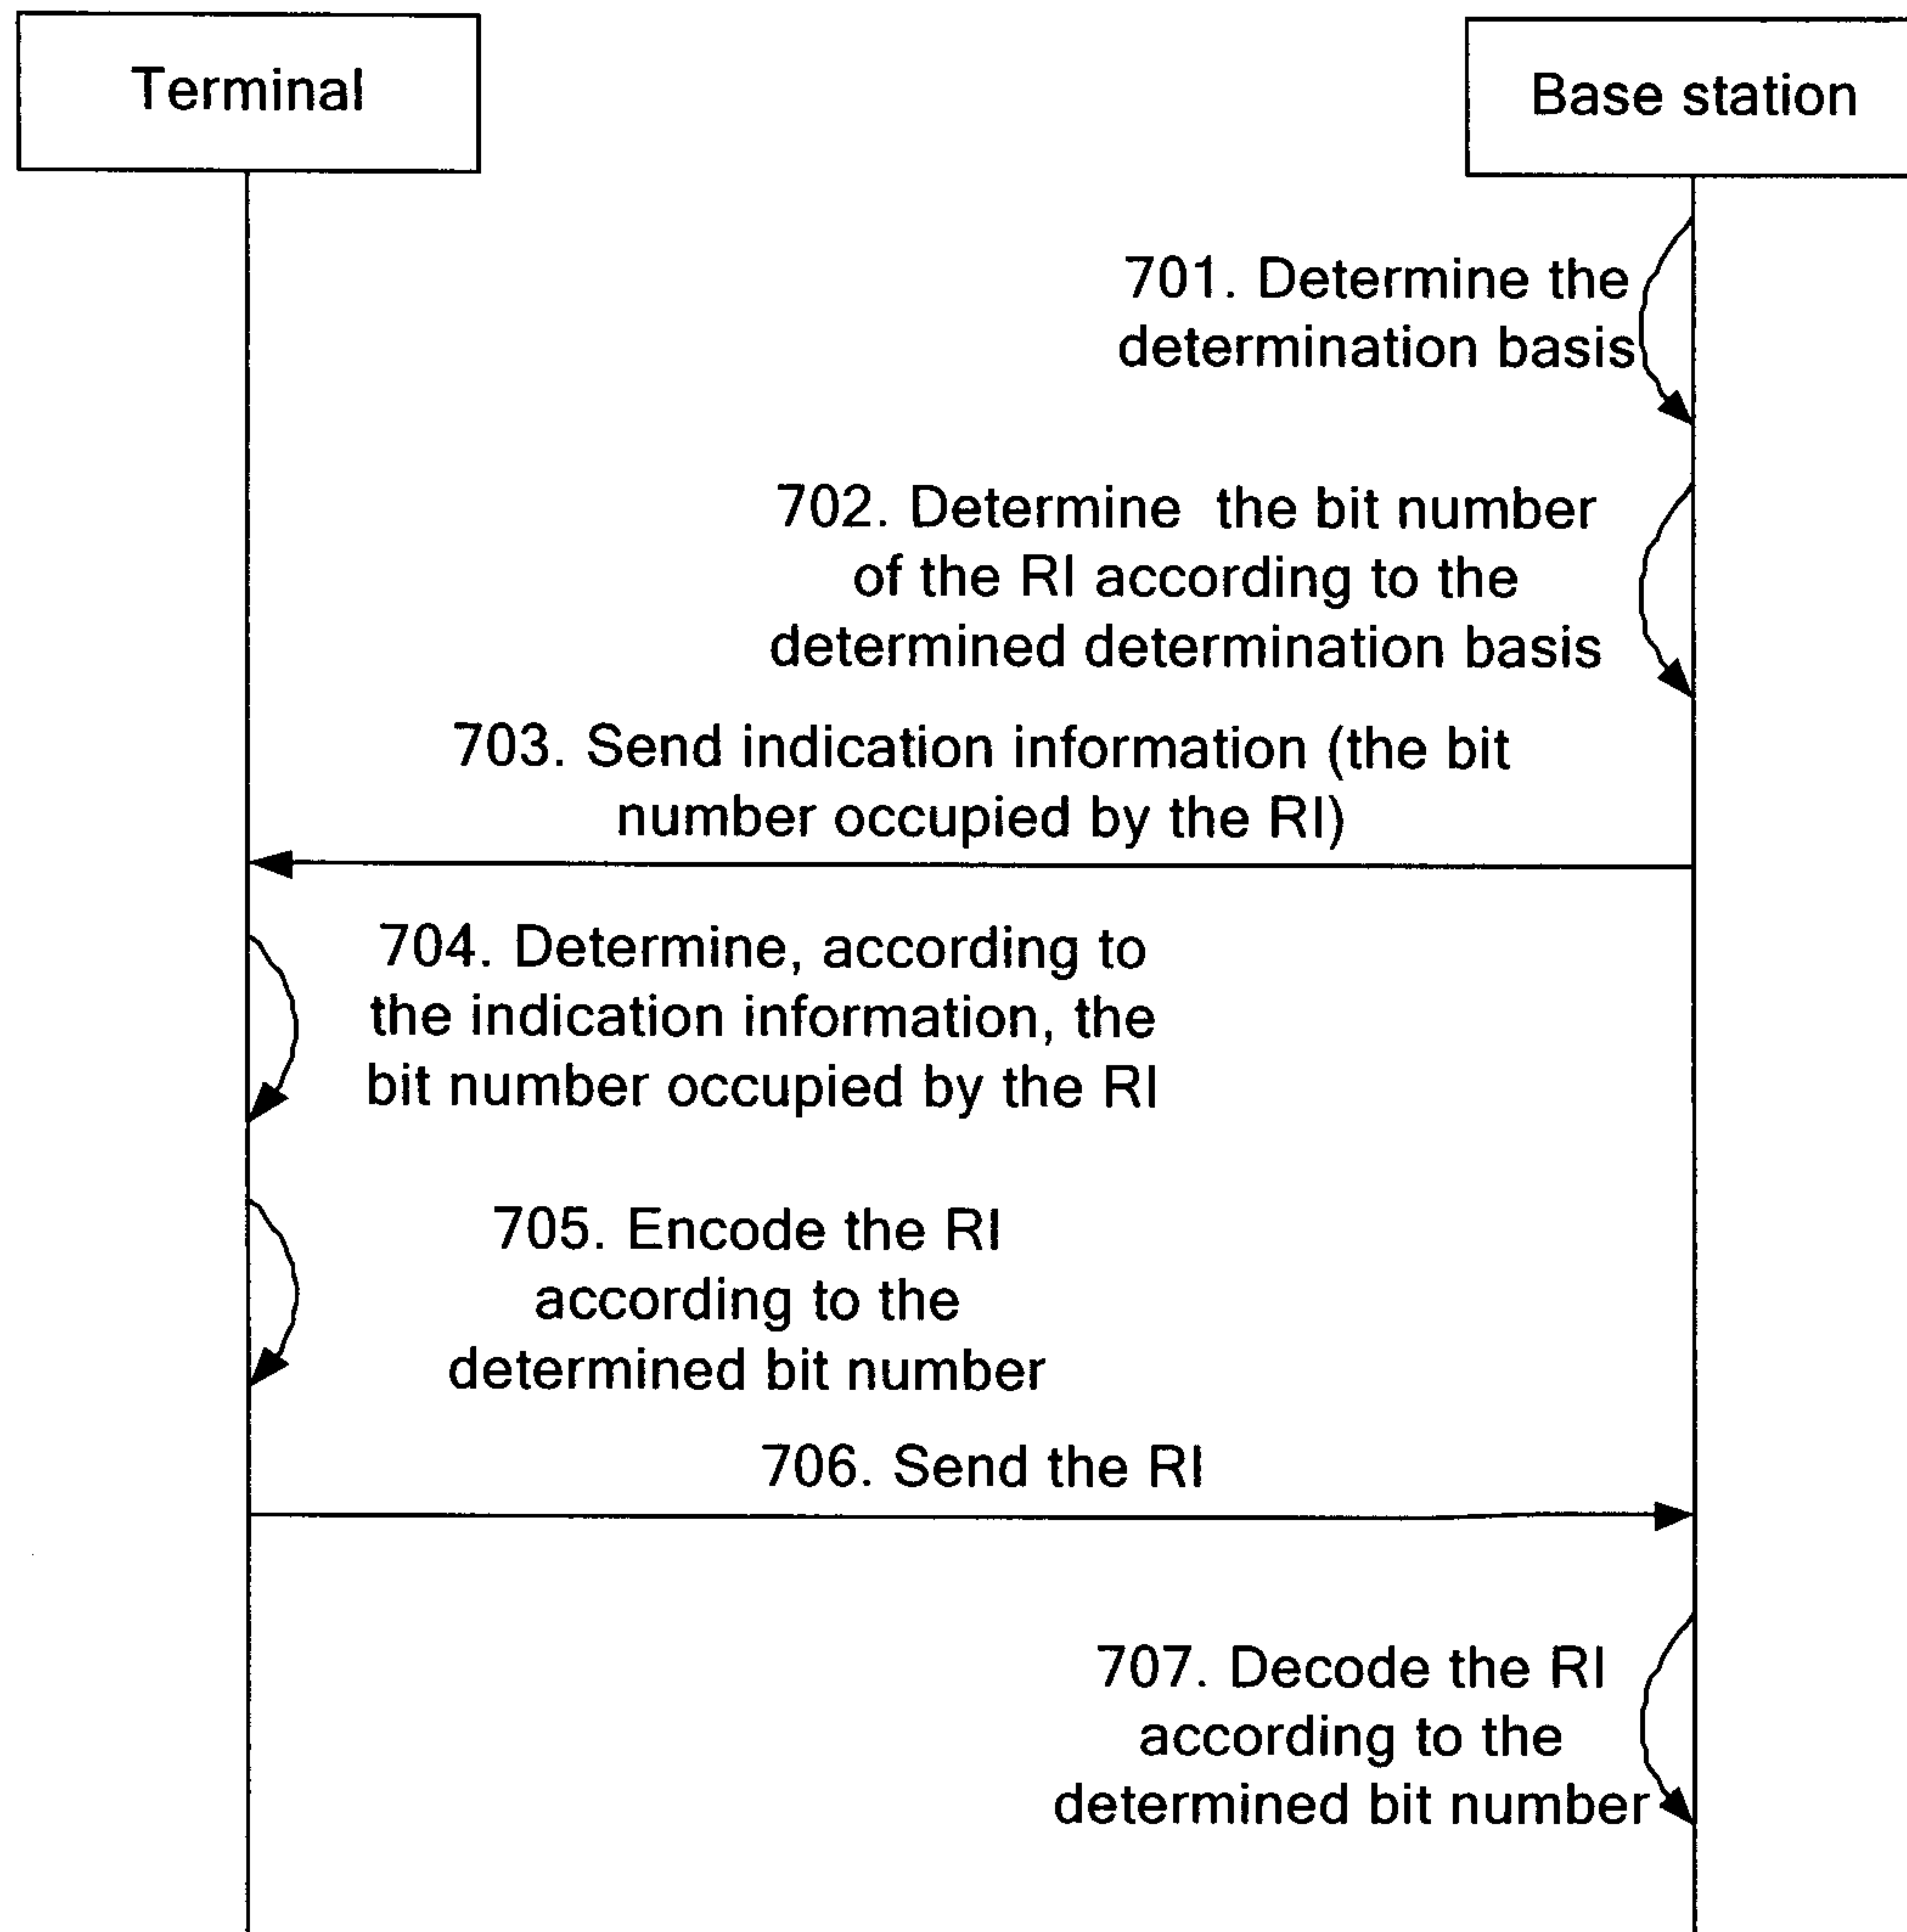 Terminal
Base station
701. Determine the
determination basis
702. Determine the bit number
of the RI according to the
determined determination basis
703. Send indication information (the bit
number occupied by the RI)
704. Determine, according to
the indication information, the
bit number occupied by the RI
705. Encode the RI
according to the
determined bit number
706. Send the RI
707. Decode the RI
according to the
determined bit number